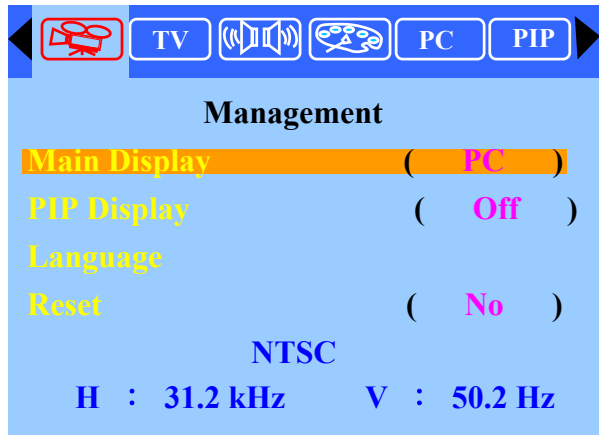 TV PC PIP
Management
Main Display ( PC )
PIP Display ( Off )
Language
Reset ( No )
NTSC
H : 31.2 kHz V : 50.2 Hz